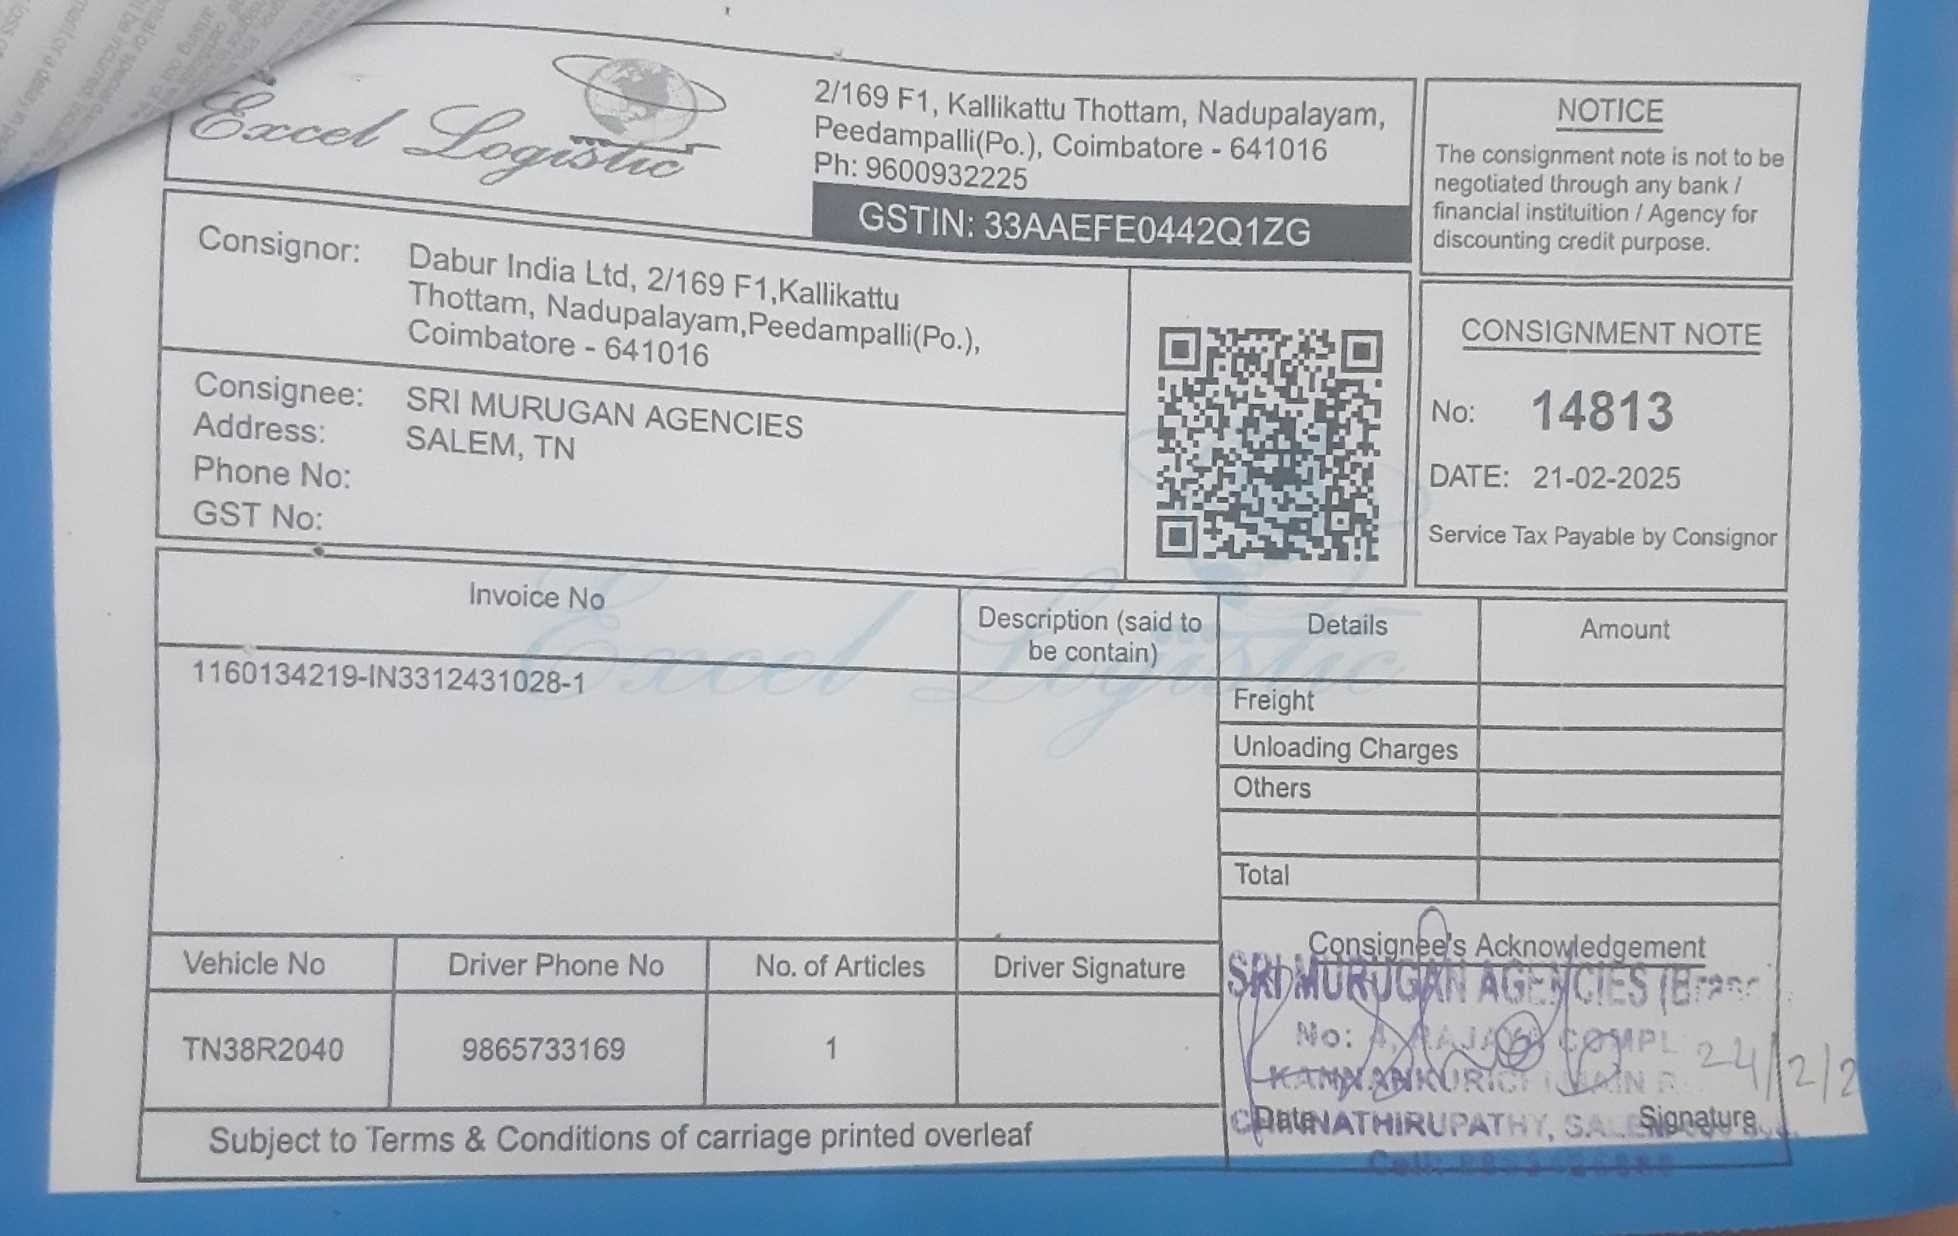 Excel Logistic
2/169 F1, Kallikattu Thottam, Nadupalayam,
Peedampalli(Po.), Coimbatore - 641016
Ph: 9600932225
GSTIN: 33AAEFE0442Q1ZG
NOTICE
The consignment note is not to be
negotiated through any bank /
financial instituition / Agency for
discounting credit purpose.
Consignor: Dabur India Ltd, 2/169 F1,Kallikattu
Thottam, Nadupalayam,Peedampalli(Po.),
Coimbatore - 641016
Consignee: SRI MURUGAN AGENCIES
Address: SALEM, TN
Phone No:
GST No:
CONSIGNMENT NOTE
No: 14813
DATE: 21-02-2025
Service Tax Payable by Consignor
Invoice No
Description (said to
be contain)
Details Amount
1160134219-IN3312431028-1
Excel Logistic
Freight
Unloading Charges
Others
Total
Vehicle No Driver Phone No No. of Articles Driver Signature
TN38R2040 9865733169 1
Subject to Terms & Conditions of carriage printed overleaf
Consignee's Acknowledgement
SRI MURUGAN AGENCIES
No:
24/2/2
Date Signature